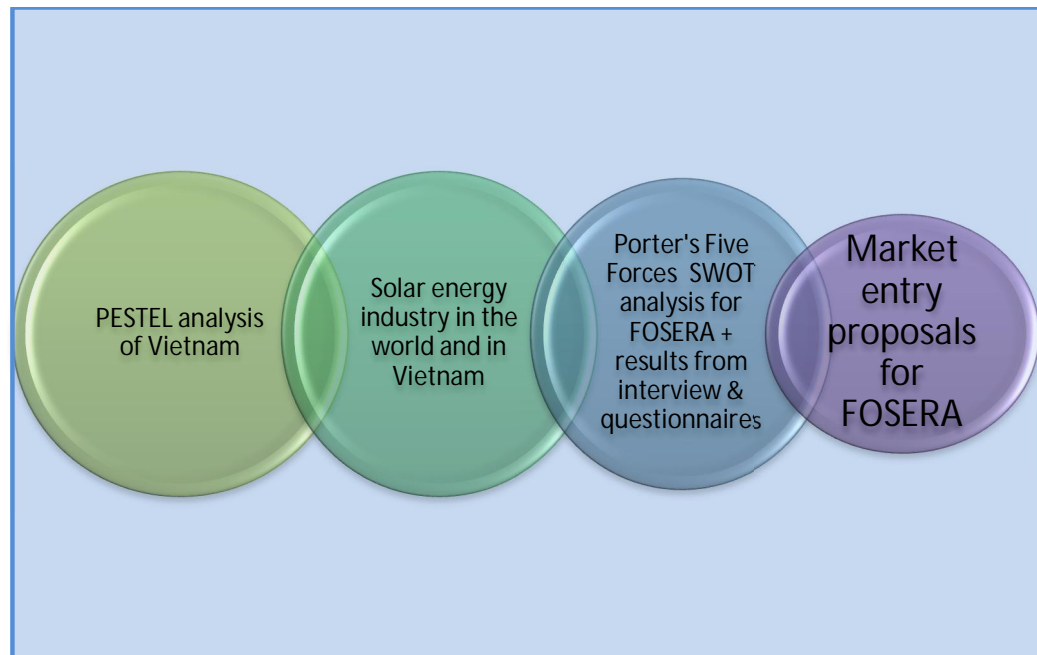 PESTEL analysis
of Vietnam
Solar energy
industry in the
world and in
Vietnam
Porter's Five
Forces SWOT
analysis for
FOSERA +
results from
interview &
questionnaires
Market
entry
proposals
for
FOSERA